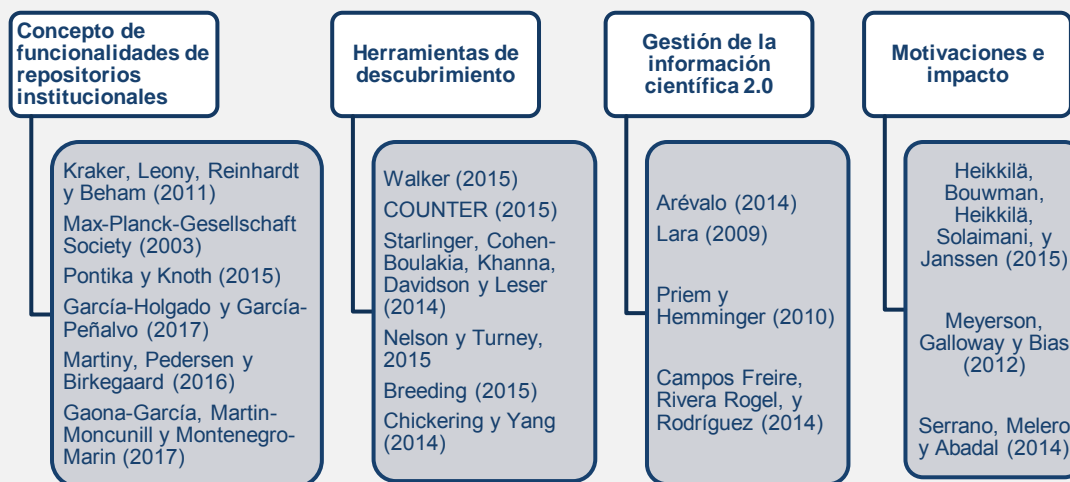 Concepto de
funcionalidades de
repositorios
institucionales
Kraker, Leony, Reinhardt
y Beham (2011)
Max-Planck-Gesellschaft
Society (2003)
Pontika y Knoth (2015)
García-Holgado y García-
Peñalvo (2017)
Martiny, Pedersen y
Birkegaard (2016)
Gaona-García, Martin-
Moncunill y Montenegro-
Marin (2017)
Herramientas de
descubrimiento
Walker (2015)
COUNTER (2015)
Starlinger, Cohen-
Boulakia, Khanna,
Davidson y Leser
(2014)
Nelson y Turney,
2015
Breeding (2015)
Chickering y Yang
(2014)
Gestión de la
información
científica 2.0
Arévalo (2014)
Lara (2009)
Priem y
Hemminger (2010)
Campos Freire,
Rivera Rogel, y
Rodríguez (2014)
Motivaciones e
impacto
Heikkilä,
Bouwman,
Heikkilä,
Solaimani, y
Janssen (2015)
Meyerson,
Galloway y Bias
(2012)
Serrano, Melero
y Abadal (2014)